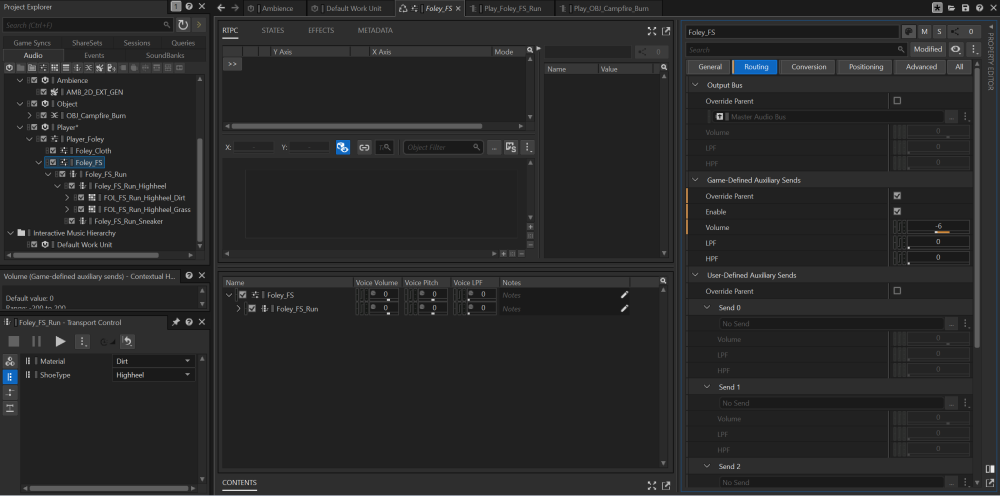 Project Explorer
1
Search (Ctrl+F)
Game Syncs
ShareSets
Sessions
Queries
Audio
Events
SoundBanks
Ambience
AMB_2D_EXT_GEN
Object
OBJ_Campfire_Burn
Player*
Player_Foley
Foley_Cloth
Foley_FS
Foley_FS_Run
Foley_FS_Run_Highheel
FOL_FS_Run_Highheel_Dirt
FOL_FS_Run_Highheel_Grass
Foley_FS_Run_Sneaker
Interactive Music Hierarchy
Default Work Unit
Volume (Game-defined auxiliary sends) - Contextual H...
Default value: 0
Range: -200 to 200
Foley_FS_Run - Transport Control
Material
Dirt
ShoeType
Highheel
Ambience
Default Work Unit
Foley_FS
Play_Foley_FS_Run
Play_OBJ_Campfire_Burn
RTPC
STATES
EFFECTS
METADATA
Y Axis
X Axis
Mode
>>
0
Name
Value
X:
Y:
Object Filter
...
Name
Voice Volume
Voice Pitch
Voice LPF
Notes
Foley_FS
0
0
0
Notes
Foley_FS_Run
0
0
0
Notes
CONTENTS
Foley_FS
M
S
0
Search
Modified
General
Routing
Conversion
Positioning
Advanced
All
Output Bus
Override Parent
Master Audio Bus
...
Volume
0
LPF
0
HPF
0
Game-Defined Auxiliary Sends
Override Parent
Enable
Volume
-6
LPF
0
HPF
0
User-Defined Auxiliary Sends
Override Parent
Send 0
No Send
...
Volume
0
LPF
0
HPF
0
Send 1
No Send
...
Volume
0
LPF
0
HPF
0
Send 2
No Send
...
PROPERTY EDITOR